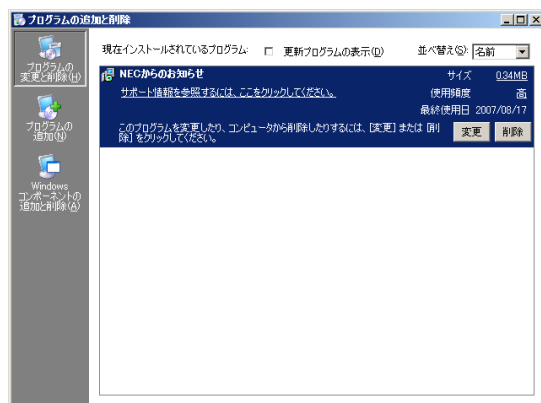 プログラムの追加と削除
プログラムの
変更と削除(H)
プログラムの
追加(N)
Windows
コンポーネントの
追加と削除(A)
現在インストールされているプログラム:
更新プログラムの表示(D)
並べ替え(S):
名前
NECからのお知らせ
サイズ
0.34MB
サポート情報を参照するには、ここをクリックしてください。
使用頻度
高
最終使用日 2007/08/17
このプログラムを変更したり、コンピュータから削除したりするには、[変更] または [削
除] をクリックしてください。
変更
削除